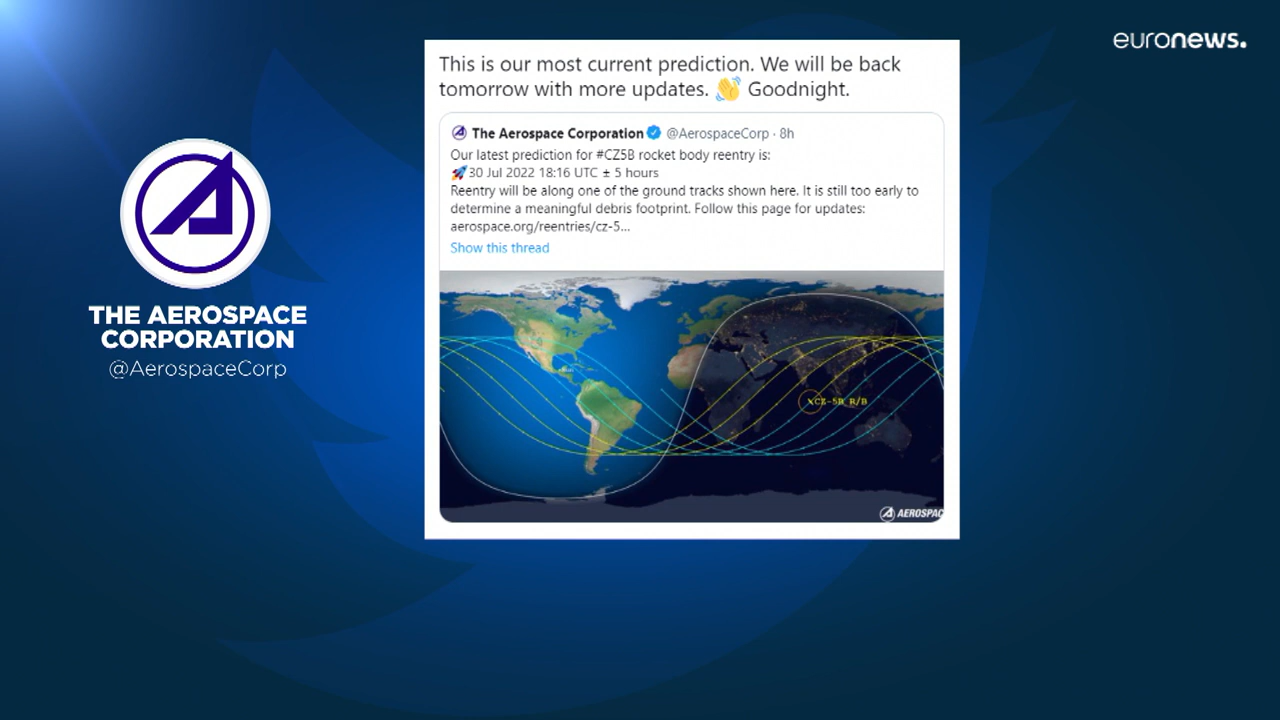 euronews.
This is our most current prediction. We will be back
tomorrow with more updates. 👋 Goodnight.
The Aerospace Corporation @AerospaceCorp · 8h
Our latest prediction for #CZ5B rocket body reentry is:
🚀30 Jul 2022 18:16 UTC ± 5 hours
Reentry will be along one of the ground tracks shown here. It is still too early to
determine a meaningful debris footprint. Follow this page for updates:
aerospace.org/reentries/cz-5...
Show this thread
CZ-5B R/B
AEROSPAC
THE AEROSPACE
CORPORATION
@AerospaceCorp